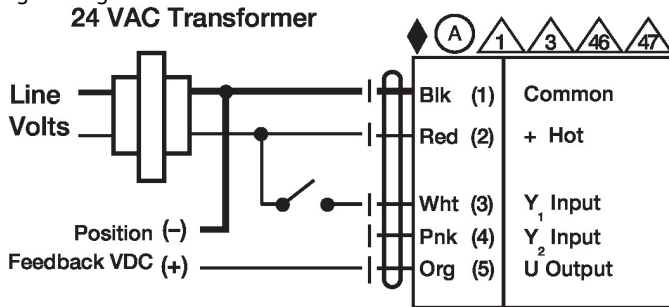 24 VAC Transformer
A 1 3 46 47
Line Volts
Blk (1) Common
Red (2) + Hot
Wht (3) Y1 Input
Pnk (4) Y2 Input
Org (5) U Output
Position (–)
Feedback VDC (+)